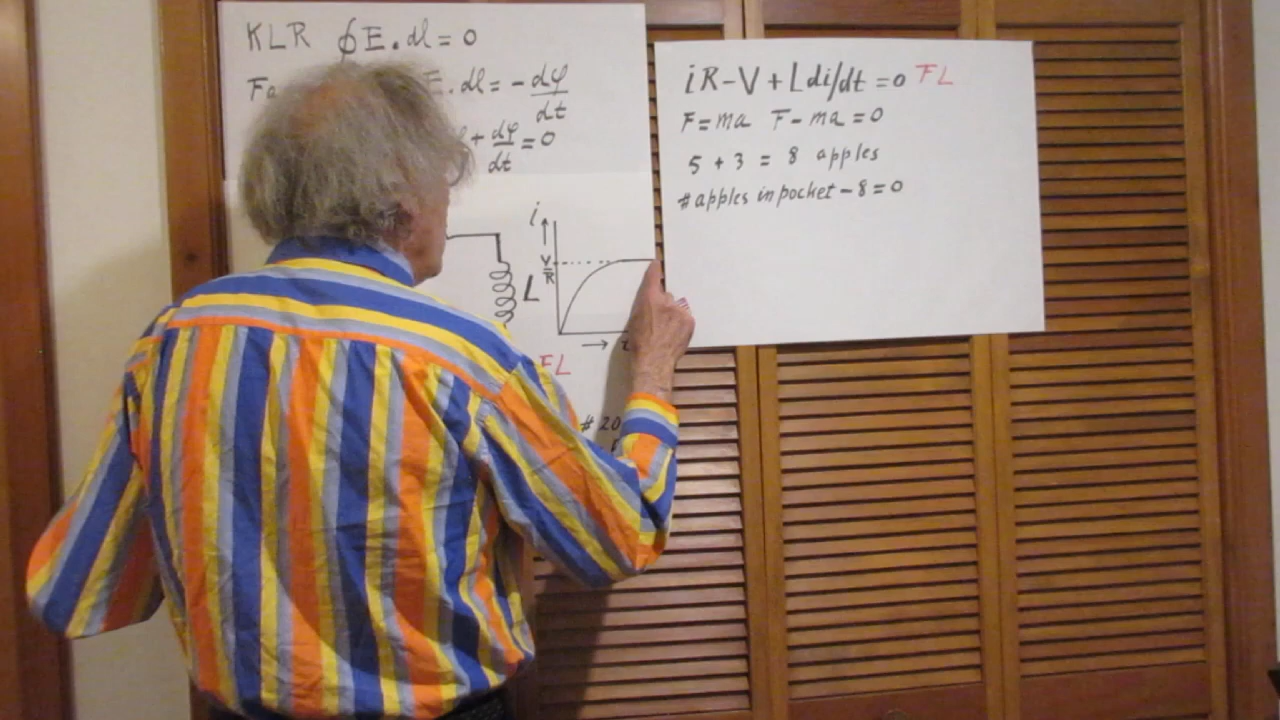 KLR ∮E.dl=0
E.dl=-dφ/dt
+dφ/dt=0
i
V/R
L
FL
# 20
iR-V+Ldi/dt=0 FL
F=ma F-ma=0
5+3=8 apples
#apples in pocket-8=0